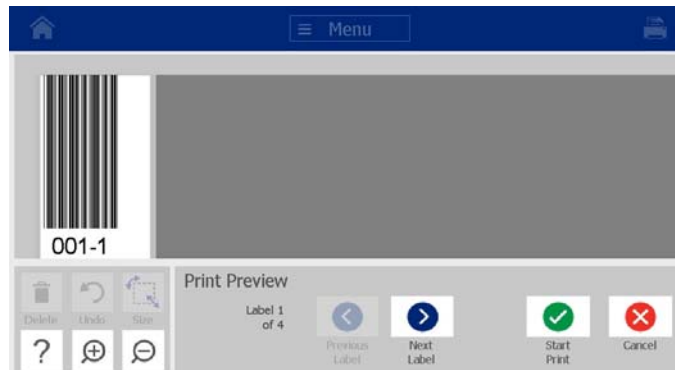 Menu
001-1
Delete
Undo
Size
?
Print Preview
Label 1
of 4
Previous
Label
Next
Label
Start
Print
Cancel